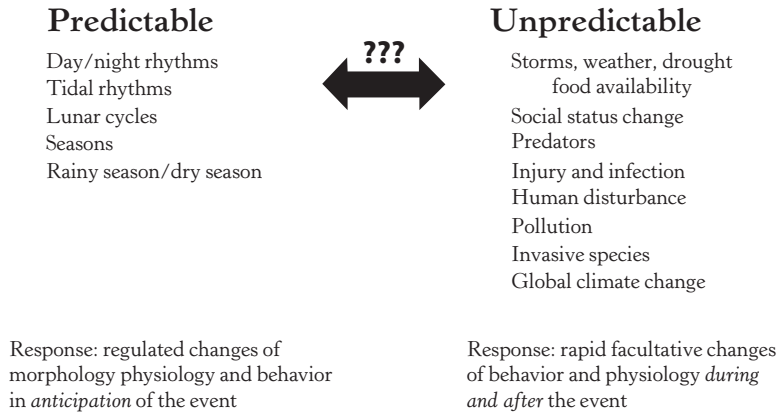 Predictable
Day/night rhythms
Tidal rhythms
Lunar cycles
Seasons
Rainy season/dry season
???
Unpredictable
Storms, weather, drought
food availability
Social status change
Predators
Injury and infection
Human disturbance
Pollution
Invasive species
Global climate change
Response: regulated changes of
morphology physiology and behavior
in anticipation of the event
Response: rapid facultative changes
of behavior and physiology during
and after the event